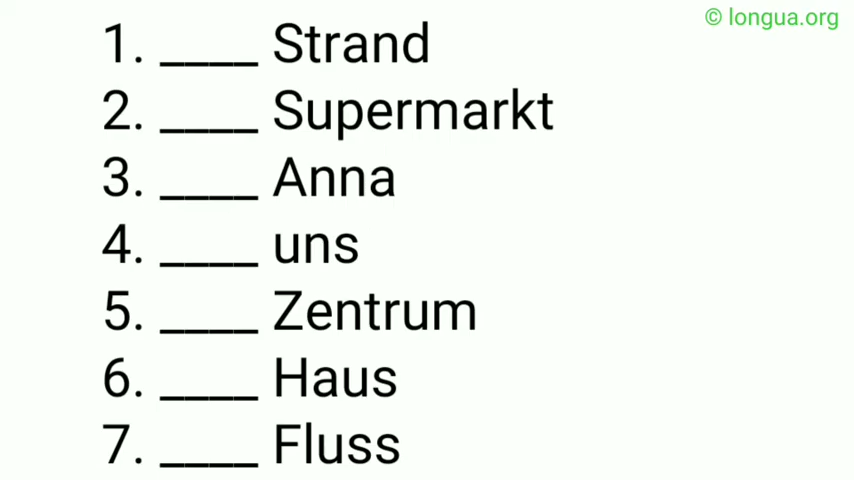 © longua.org
1. ____ Strand
2. ____ Supermarkt
3. ____ Anna
4. ____ uns
5. ____ Zentrum
6. ____ Haus
7. ____ Fluss